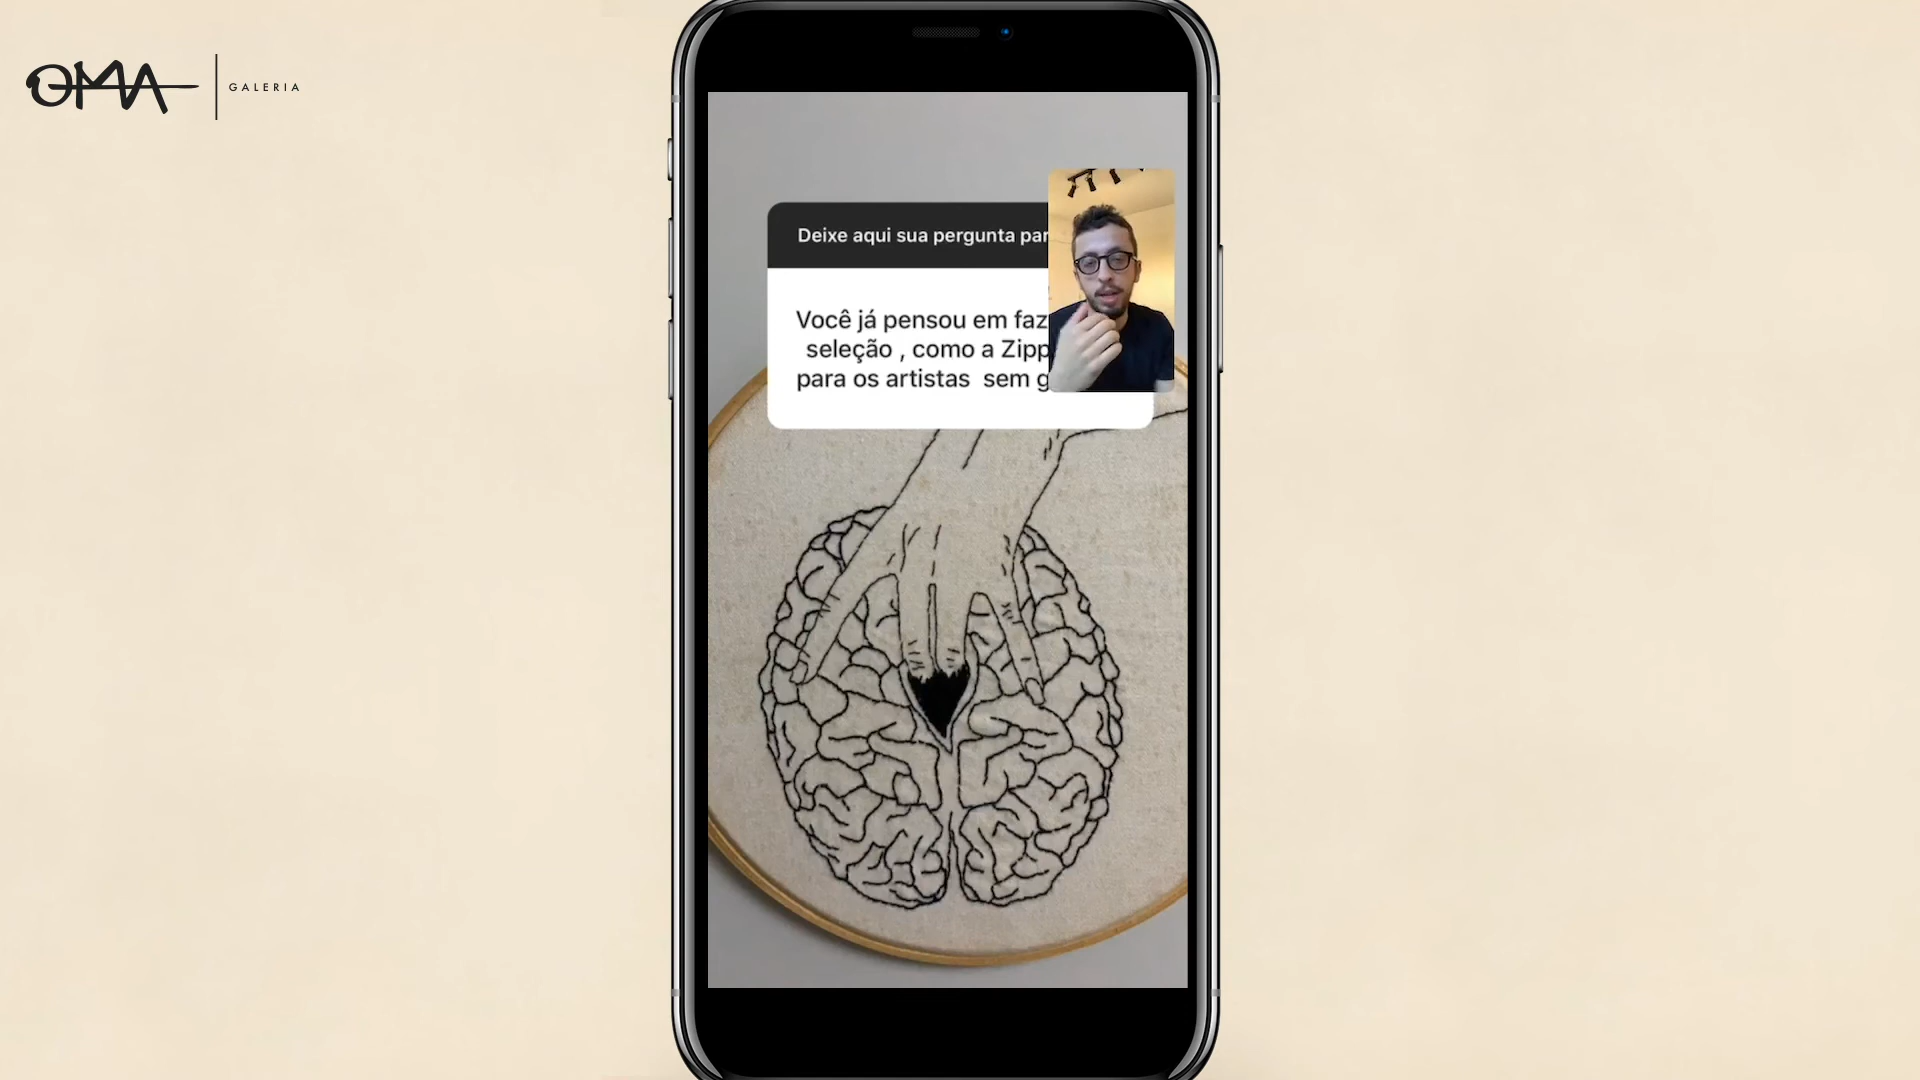 OMA
GALERIA
Deixe aqui sua pergunta par
Você já pensou em faz
seleção , como a Zipp
para os artistas sem g